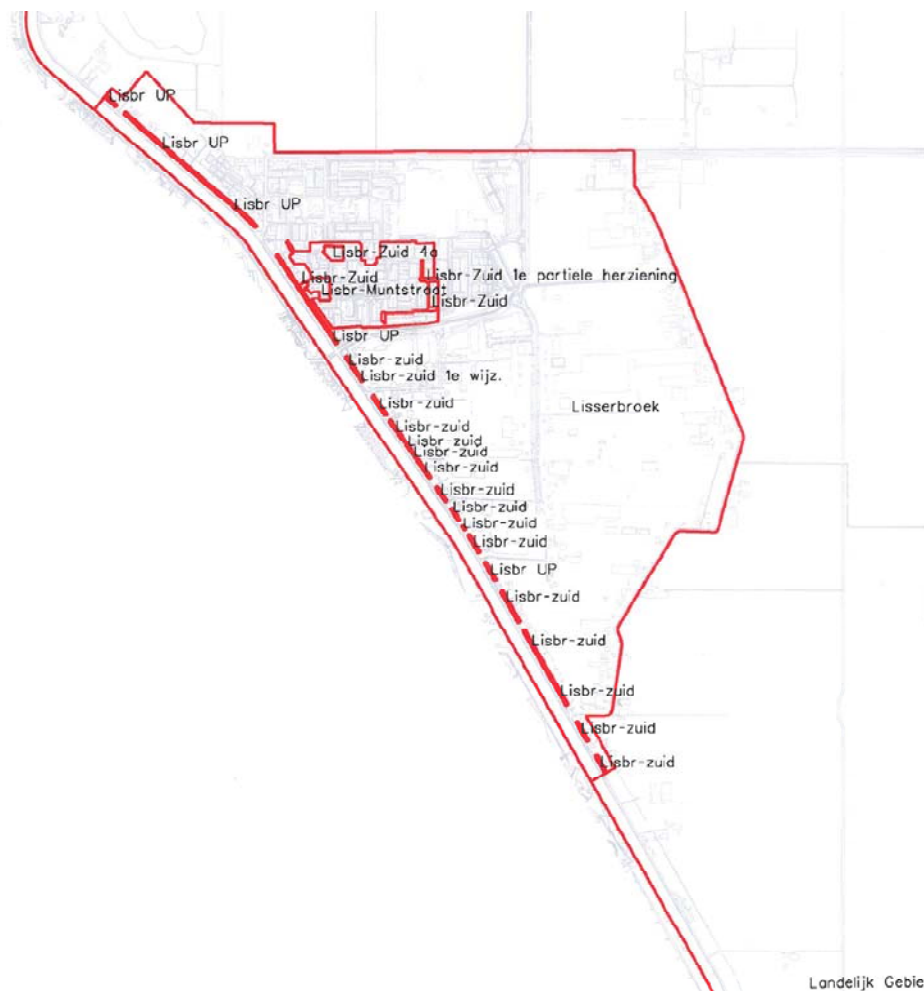 Lisbr UP
Lisbr UP
Lisbr UP
Lisbr-Zuid 4a
Lisbr-Zuid 1e partiele herziening
Lisbr-Zuid
Lisbr-Muntstraat
Lisbr-Zuid
Lisbr UP
Lisbr-zuid
Lisbr-zuid 1e wijz.
Lisbr-zuid
Lisserbroek
Lisbr-zuid
Lisbr-zuid
Lisbr-zuid
Lisbr-zuid
Lisbr-zuid
Lisbr-zuid
Lisbr-zuid
Lisbr-zuid
Lisbr UP
Lisbr-zuid
Lisbr-zuid
Lisbr-zuid
Lisbr-zuid
Lisbr-zuid
Landelijk Gebie